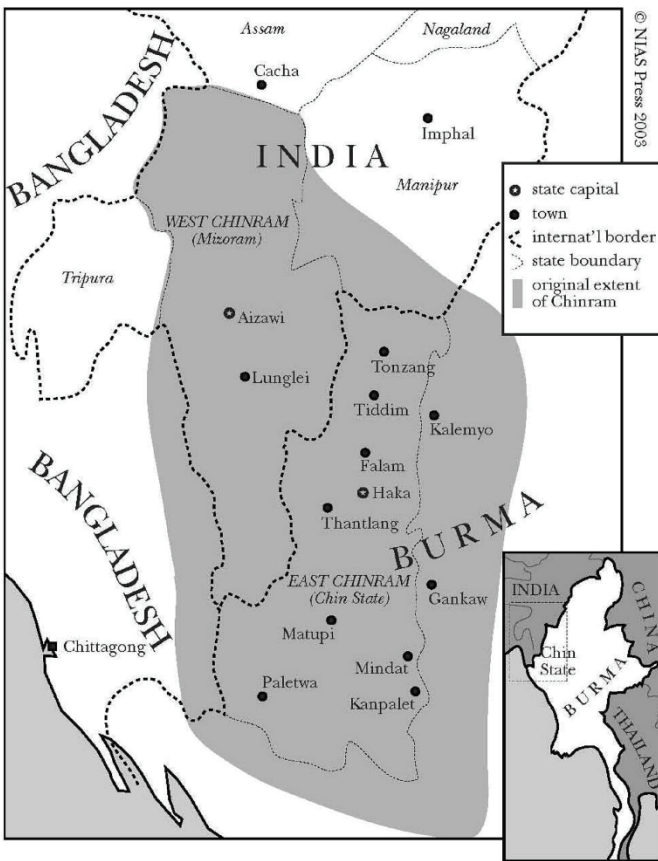 © NIAS Press 2003
Assam
Nagaland
Cacha
BANGLADESH
Imphal
INDIA
Manipur
state capital
town
internat'l border
state boundary
original extent
of Chinram
WEST CHINRAM
(Mizoram)
Tripura
Aizawi
Tonzang
Lunglei
Tiddim
Kalemyo
Falam
BANGLADESH
Haka
Thantlang
BURMA
EAST CHINRAM
(Chin State)
Gankaw
Matupi
Chittagong
Mindat
Paletwa
Kanpalet
INDIA
CHINA
Chin
State
BURMA
THAILAND